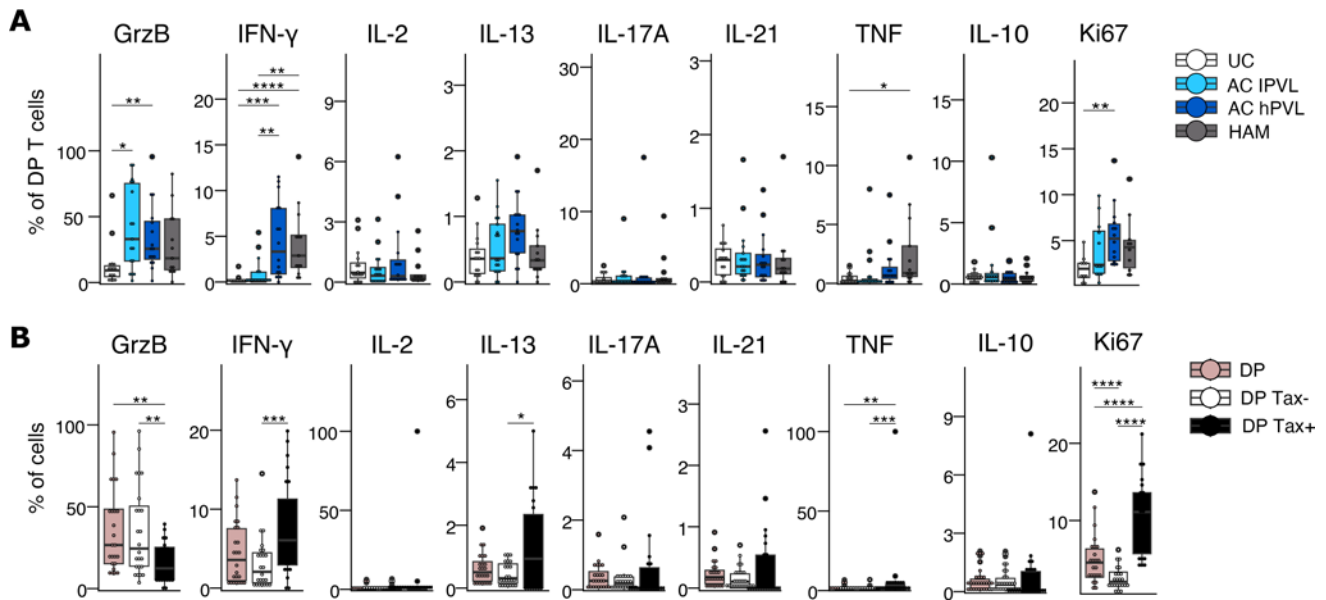 A
GrzB IFN-γ IL-2 IL-13 IL-17A IL-21 TNF IL-10 Ki67
% of DP T cells
100 50 0
** *
20 15 10 5 0
** **** *** **
9 6 3 0
3 2 1 0
30 20 10 0
3 2 1 0
15 10 5 0
*
15 10 5 0
20 15 10 5 0
**
UC
AC lPVL
AC hPVL
HAM
B
GrzB IFN-γ IL-2 IL-13 IL-17A IL-21 TNF IL-10 Ki67
% of cells
100 50 0
** **
20 10 0
***
100 50 0
6 4 2 0
*
6 4 2 0
3 2 1 0
100 50 0
** ***
9 6 3 0
20 10
**** **** ****
DP
DP Tax-
DP Tax+